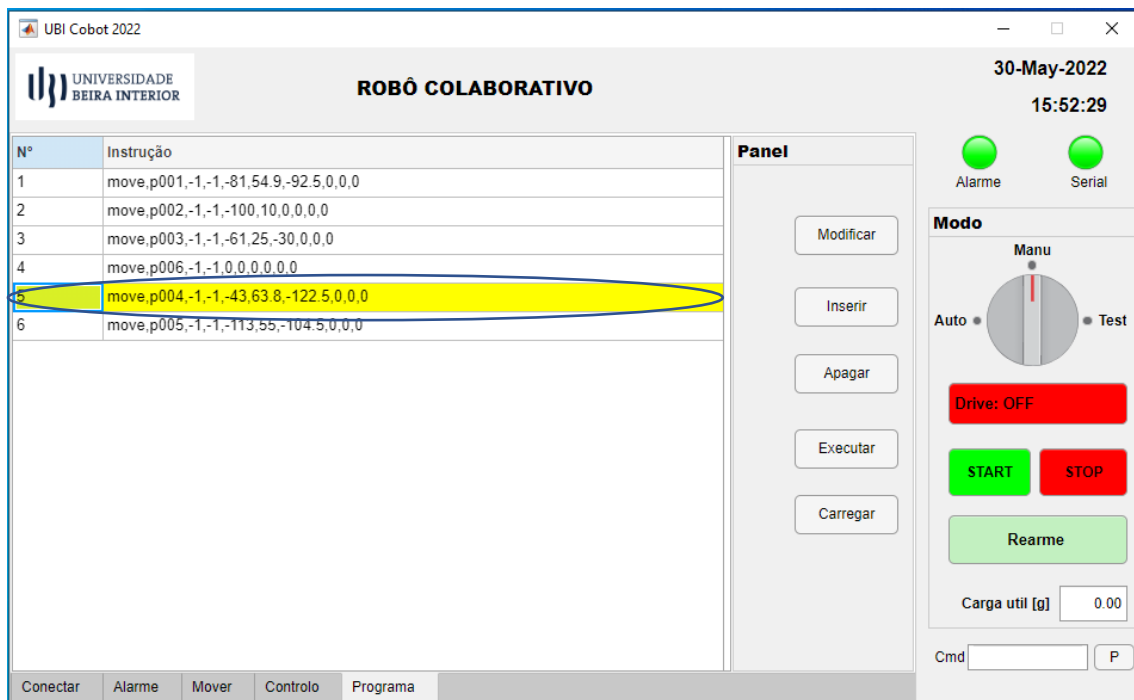 UBI Cobot 2022
UNIVERSIDADE
BEIRA INTERIOR
ROBÔ COLABORATIVO
30-May-2022
15:52:29
N° Instrução
1 move,p001,-1,-1,-81,54.9,-92.5,0,0,0
2 move,p002,-1,-1,-100,10,0,0,0,0
3 move,p003,-1,-1,-61,25,-30,0,0,0
4 move,p006,-1,-1,0,0,0,0,0,0
5 move,p004,-1,-1,-43,63.8,-122.5,0,0,0
6 move,p005,-1,-1,-113,55,-104.5,0,0,0
Panel
Modificar
Inserir
Apagar
Executar
Carregar
Alarme Serial
Modo
Manu
Auto Test
Drive: OFF
START STOP
Rearme
Carga util [g] 0.00
Cmd P
Conectar Alarme Mover Controlo Programa